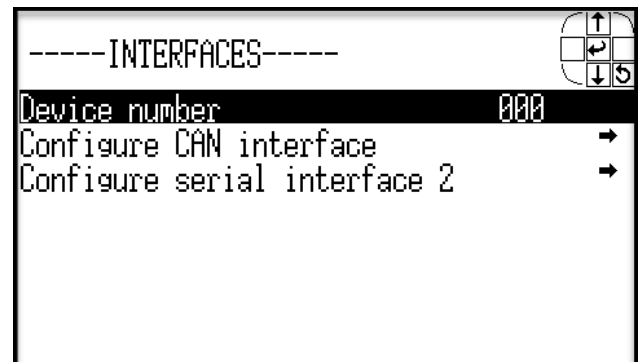 -----INTERFACES-----
Device number 000
Configure CAN interface
Configure serial interface 2